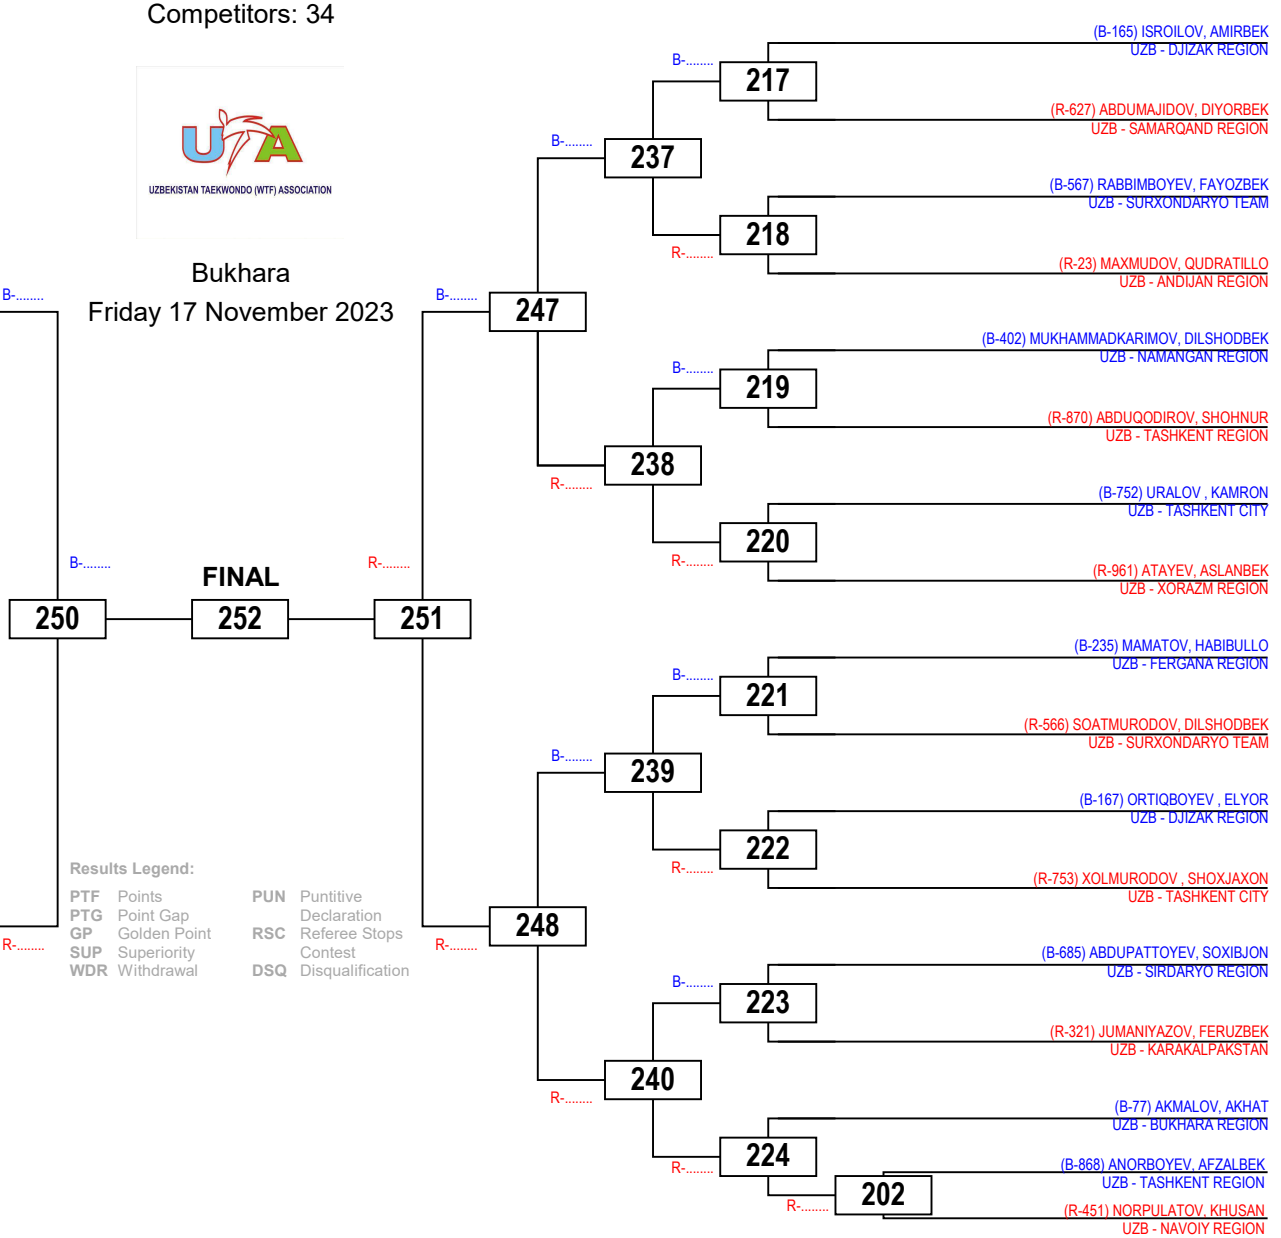 Competitors: 34
UTA
UZBEKISTAN TAEKWONDO (WTF) ASSOCIATION
Bukhara
Friday 17 November 2023
B-........
R-........
250
B-........
FINAL
252
R-........
251
B-........
R-........
247
248
B-........
237
R-........
238
B-........
239
R-........
240
B-........
217
(B-165) ISROILOV, AMIRBEK
UZB - DJIZAK REGION
(R-627) ABDUMAJIDOV, DIYORBEK
UZB - SAMARQAND REGION
R-........
218
(B-567) RABBIMBOYEV, FAYOZBEK
UZB - SURXONDARYO TEAM
(R-23) MAXMUDOV, QUDRATILLO
UZB - ANDIJAN REGION
B-........
219
(B-402) MUKHAMMADKARIMOV, DILSHODBEK
UZB - NAMANGAN REGION
(R-870) ABDUQODIROV, SHOHNUR
UZB - TASHKENT REGION
R-........
220
(B-752) URALOV , KAMRON
UZB - TASHKENT CITY
(R-961) ATAYEV, ASLANBEK
UZB - XORAZM REGION
B-........
221
(B-235) MAMATOV, HABIBULLO
UZB - FERGANA REGION
(R-566) SOATMURODOV, DILSHODBEK
UZB - SURXONDARYO TEAM
R-........
222
(B-167) ORTIQBOYEV , ELYOR
UZB - DJIZAK REGION
(R-753) XOLMURODOV , SHOXJAXON
UZB - TASHKENT CITY
B-........
223
(B-685) ABDUPATTOYEV, SOXIBJON
UZB - SIRDARYO REGION
(R-321) JUMANIYAZOV, FERUZBEK
UZB - KARAKALPAKSTAN
R-........
224
(B-77) AKMALOV, AKHAT
UZB - BUKHARA REGION
R-........
202
(B-868) ANORBOYEV, AFZALBEK
UZB - TASHKENT REGION
(R-451) NORPULATOV, KHUSAN
UZB - NAVOIY REGION
Results Legend:
PTF Points
PTG Point Gap
GP Golden Point
SUP Superiority
WDR Withdrawal
PUN Puntitive
Declaration
RSC Referee Stops
Contest
DSQ Disqualification